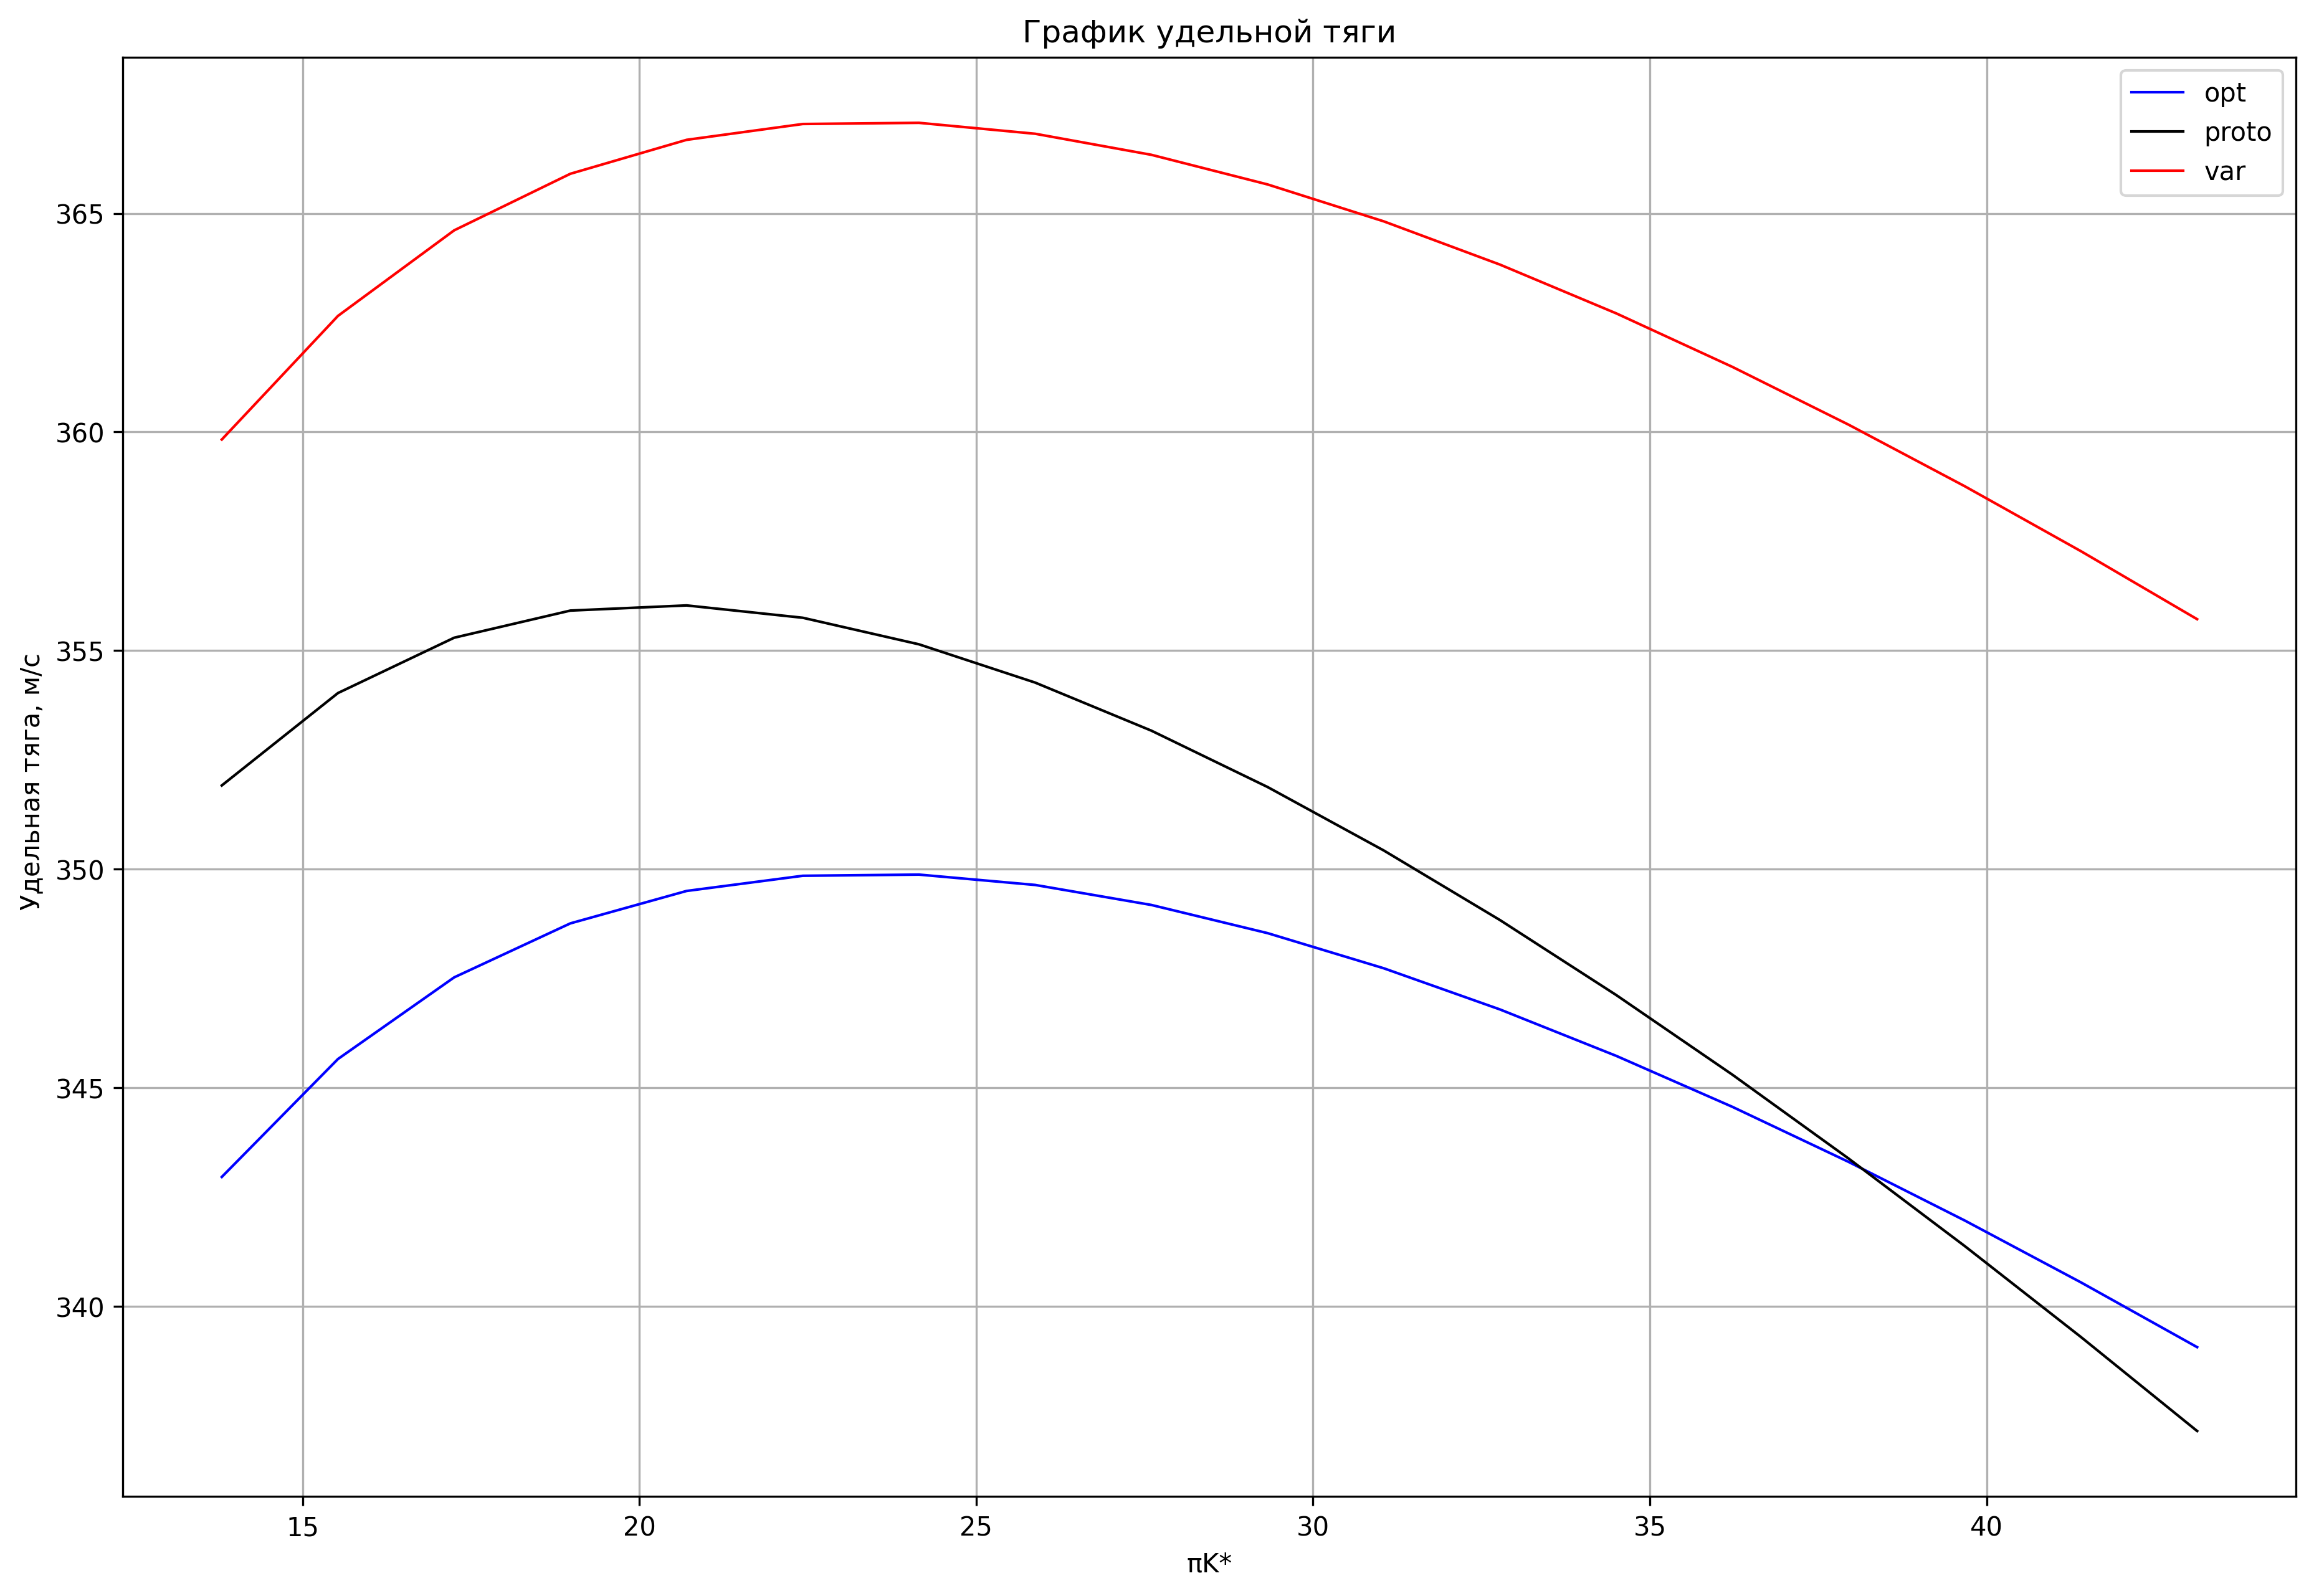 График удельной тяги
opt
proto
var
Удельная тяга, м/с
365
360
355
350
345
340
15 20 25 30 35 40
πК*